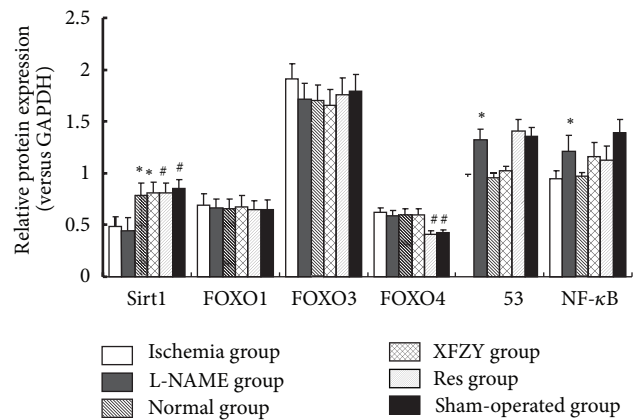 Relative protein expression
(versus GAPDH)
2.5
2
1.5
1
0.5
0
* * # #
# #
*
*
Sirt1 FOXO1 FOXO3 FOXO4 53 NF-κB
Ischemia group
L-NAME group
Normal group
XFZY group
Res group
Sham-operated group